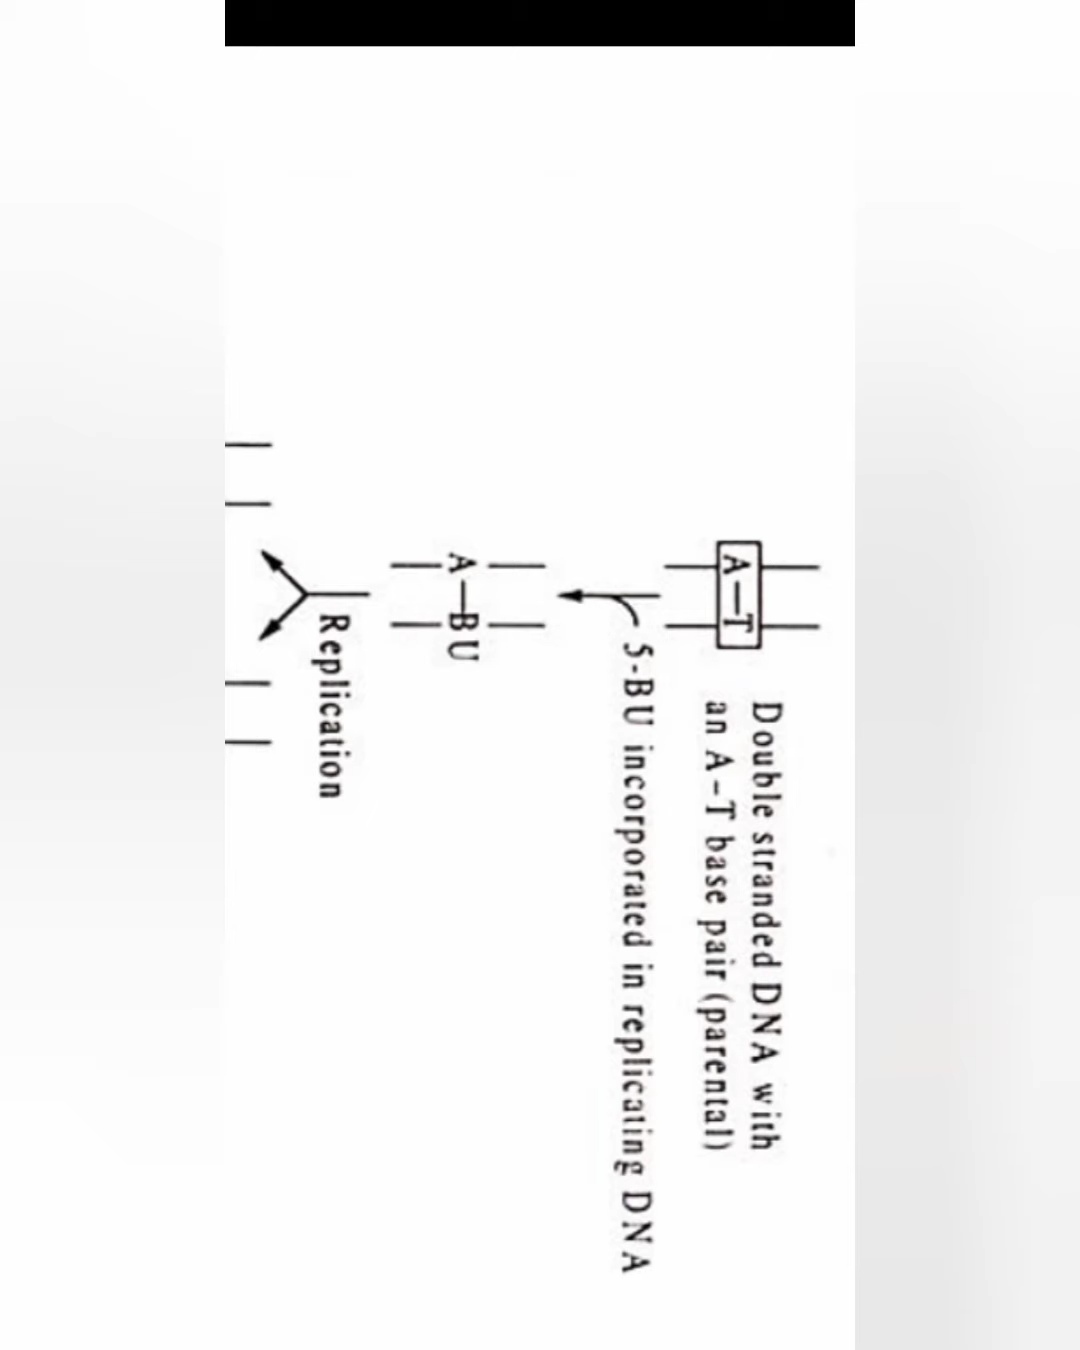 A—T
Double stranded DNA with
an A-T base pair (parental)
5-BU incorporated in replicating DNA
A—BU
Replication